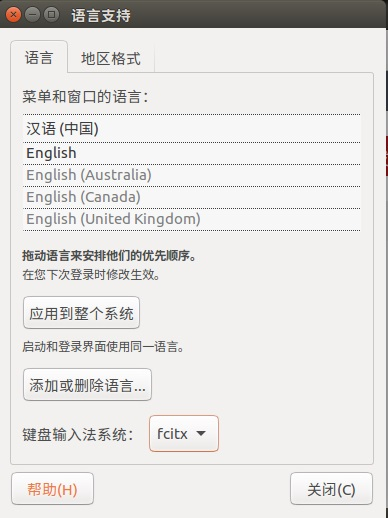 语言支持
语言 地区格式
菜单和窗口的语言：
汉语 (中国)
English
English (Australia)
English (Canada)
English (United Kingdom)
拖动语言来安排他们的优先顺序。
在您下次登录时修改生效。
应用到整个系统
启动和登录界面使用同一语言。
添加或删除语言...
键盘输入法系统： fcitx
帮助(H) 关闭(C)